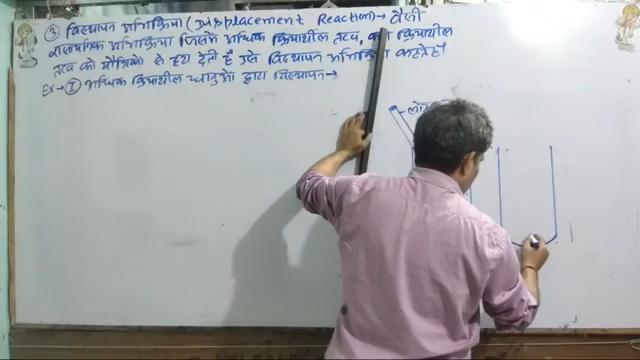 ③ विस्थापन अभिक्रिया (Displacement Reaction)→ वैसी
रासायनिक अभिक्रिया जिसमें अधिक क्रियाशील तत्व, कम क्रियाशील
तत्व को यौगिकों से हटा देती हैं उसे विस्थापन अभिक्रिया कहते हैं
Ex→ Ⓘ अधिक क्रियाशील धातुओं द्वारा विस्थापन→